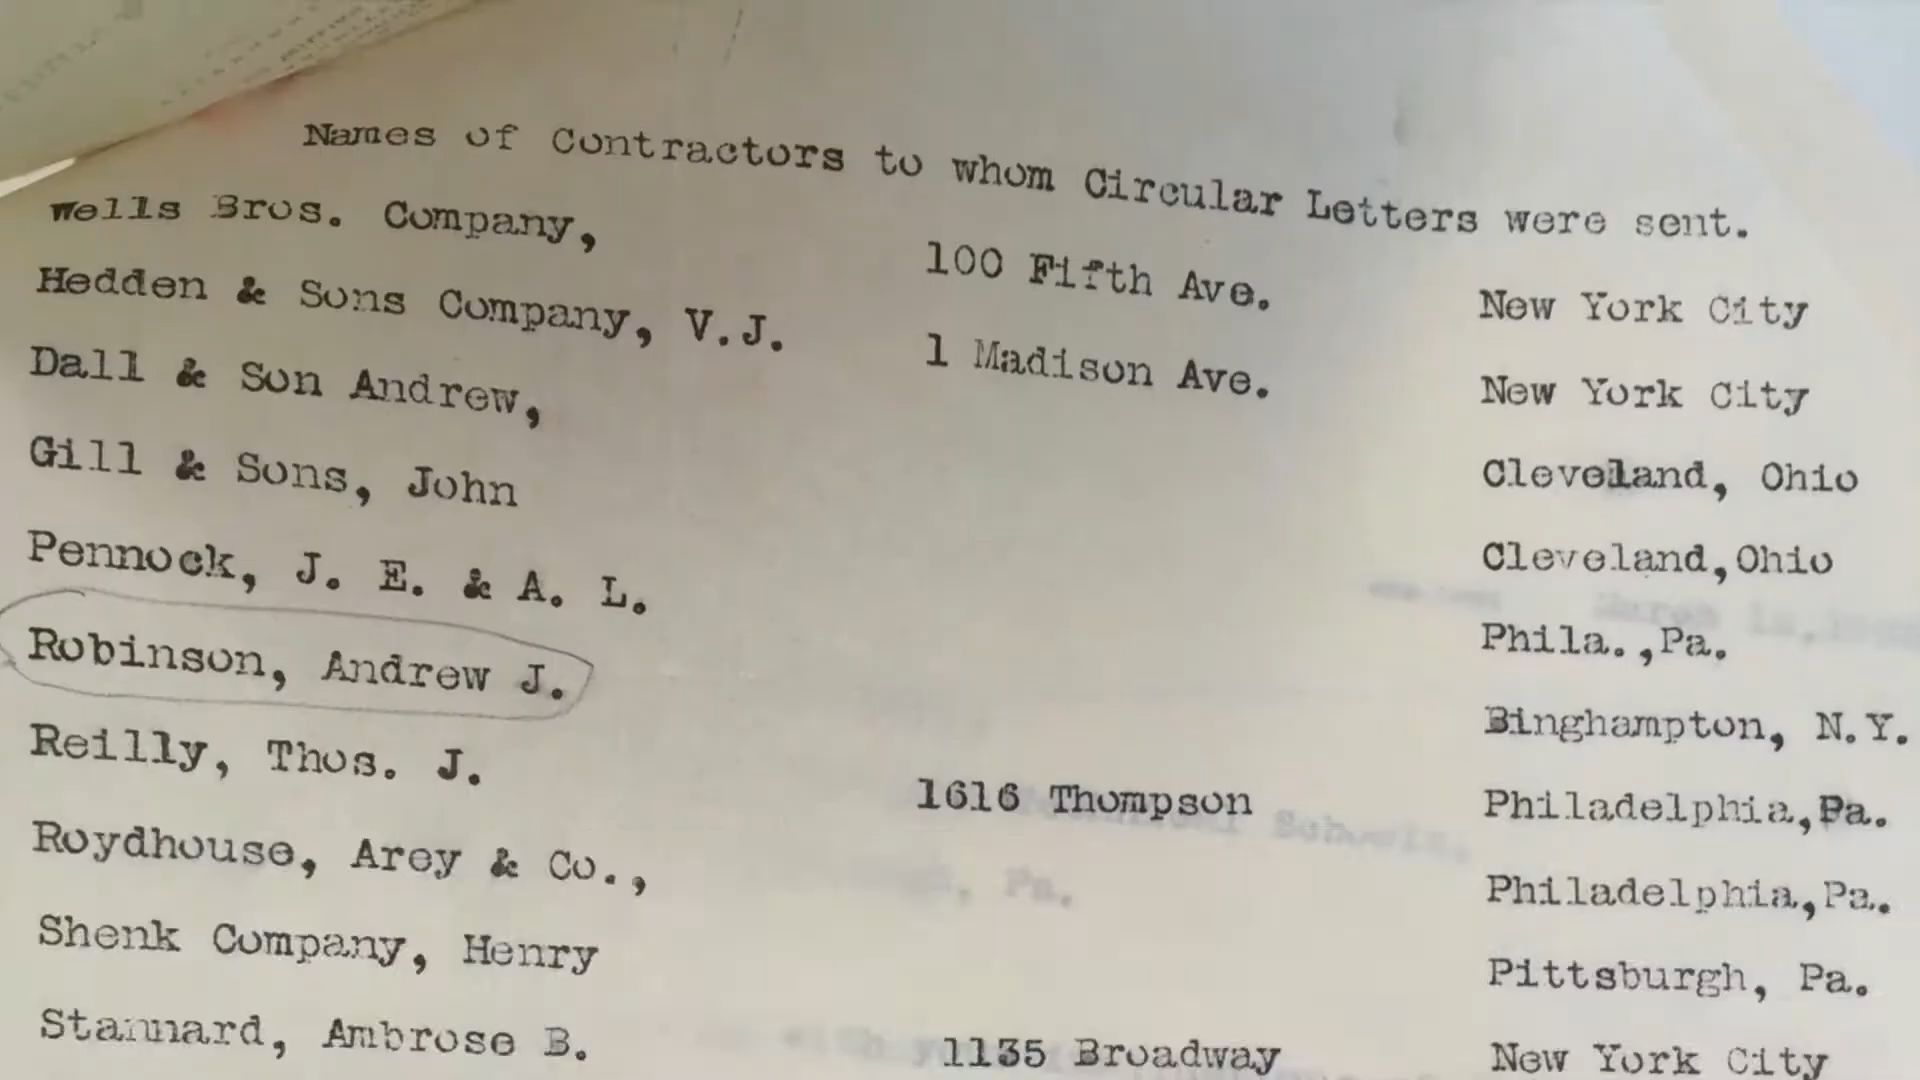 Names of Contractors to whom Circular Letters were sent.
Wells Bros. Company, 100 Fifth Ave. New York City
Hedden & Sons Company, V.J. 1 Madison Ave. New York City
Dall & Son Andrew, Cleveland, Ohio
Gill & Sons, John Cleveland,Ohio
Pennock, J. E. & A. L. Phila.,Pa.
Robinson, Andrew J. Binghampton, N.Y.
Reilly, Thos. J. 1616 Thompson Philadelphia,Pa.
Roydhouse, Arey & Co., Philadelphia,Pa.
Shenk Company, Henry Pittsburgh, Pa.
Stannard, Ambrose B. 1135 Broadway New York City